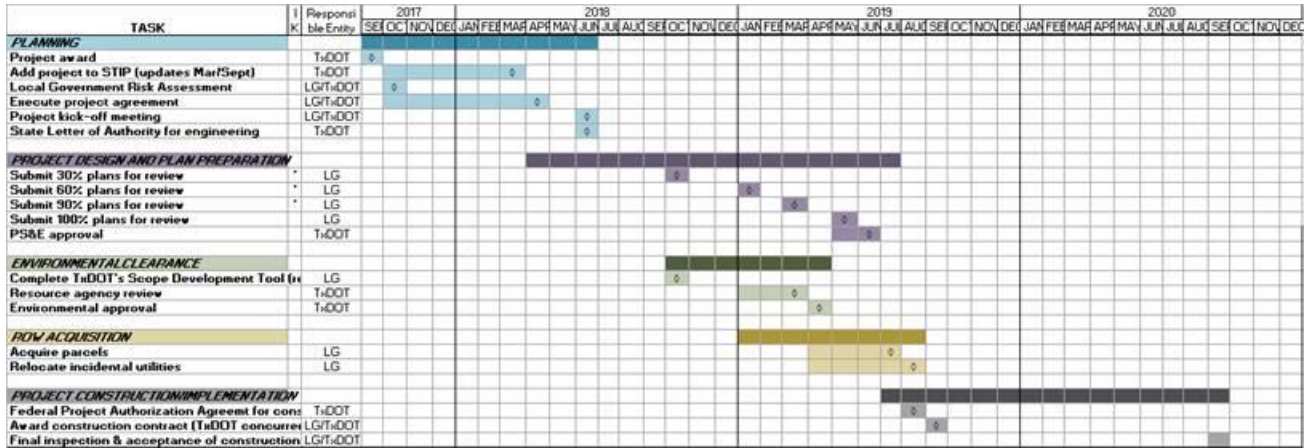 2017 2018 2019 2020
TASK Responsi
ble Entity SEP OCT NOV DEC JAN FEB MAR APR MAY JUN JUL AUG SEP OCT NOV DEC JAN FEB MAR APR MAY JUN JUL AUG SEP OCT NOV DEC JAN FEB MAR APR MAY JUN JUL AUG SEP OCT NOV DEC
PLANNING
Project award TxDOT
Add project to STIP (updates Mar/Sept) TxDOT
Local Government Risk Assessment LG/TxDOT
Execute project agreement LG/TxDOT
Project kick-off meeting LG/TxDOT
State Letter of Authority for engineering TxDOT
PROJECT DESIGN AND PLAN PREPARATION
Submit 30% plans for review * LG
Submit 60% plans for review * LG
Submit 90% plans for review * LG
Submit 100% plans for review LG
PS&E approval TxDOT
ENVIRONMENTAL CLEARANCE
Complete TxDOT's Scope Development Tool (re LG
Resource agency review TxDOT
Environmental approval TxDOT
ROW ACQUISITION
Acquire parcels LG
Relocate incidental utilities LG
PROJECT CONSTRUCTION/IMPLEMENTATION
Federal Project Authorization Agreemt for cons TxDOT
Award construction contract (TxDOT concurre LG/TxDOT
Final inspection & acceptance of construction LG/TxDOT